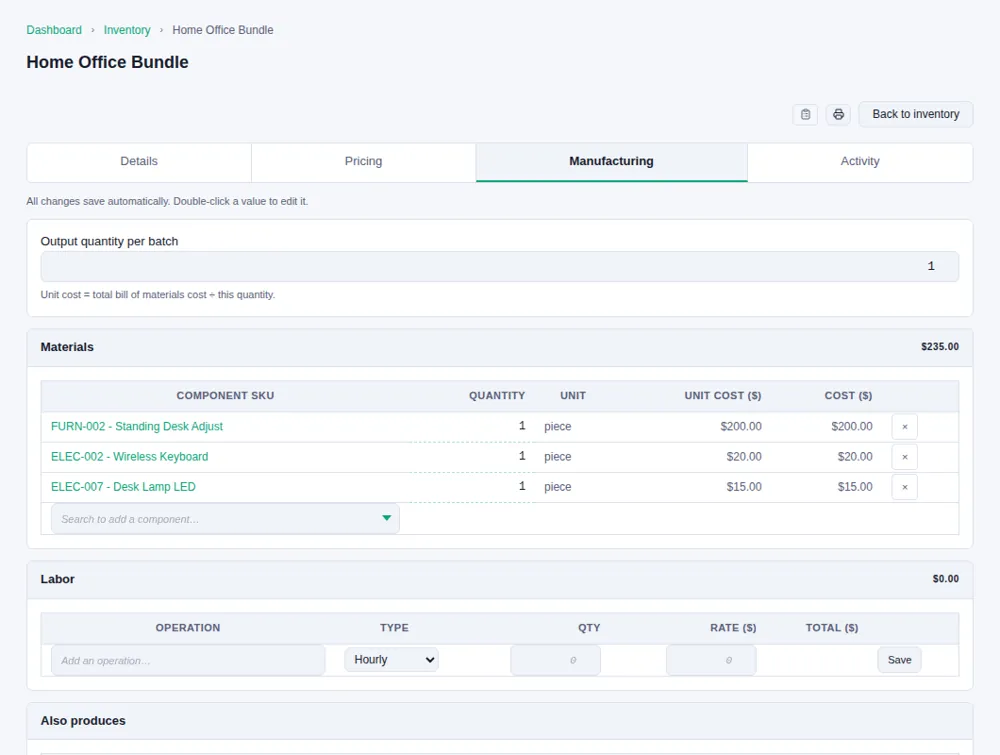 Dashboard › Inventory › Home Office Bundle
Home Office Bundle
Back to inventory
Details Pricing Manufacturing Activity
All changes save automatically. Double-click a value to edit it.
Output quantity per batch
1
Unit cost = total bill of materials cost ÷ this quantity.
Materials $235.00
COMPONENT SKU QUANTITY UNIT UNIT COST ($) COST ($)
FURN-002 - Standing Desk Adjust 1 piece $200.00 $200.00 ×
ELEC-002 - Wireless Keyboard 1 piece $20.00 $20.00 ×
ELEC-007 - Desk Lamp LED 1 piece $15.00 $15.00 ×
Search to add a component…
Labor $0.00
OPERATION TYPE QTY RATE ($) TOTAL ($)
Add an operation… Hourly 0 0 Save
Also produces